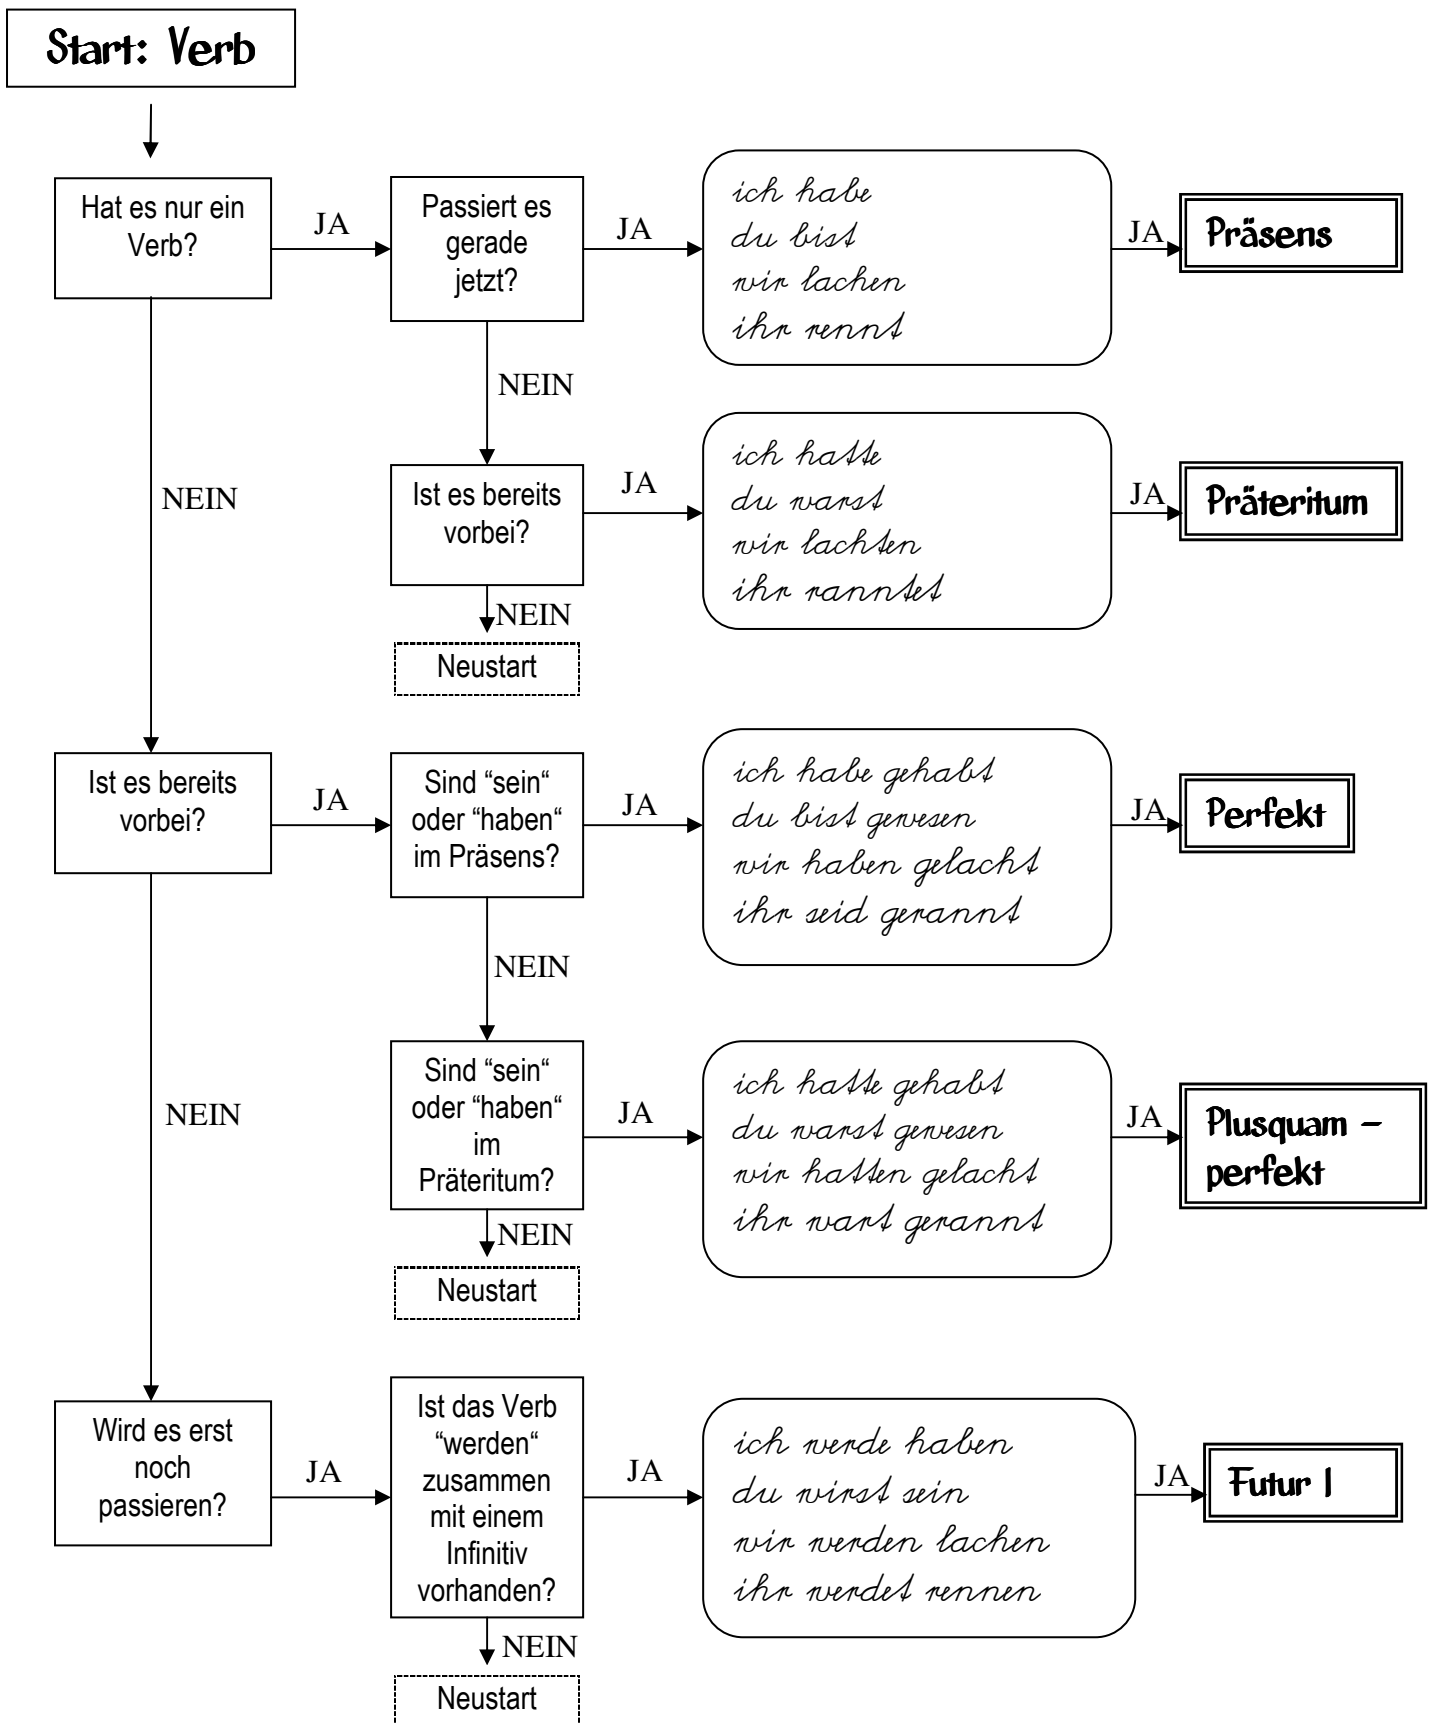 Start: Verb
Hat es nur ein
Verb?
JA
Passiert es
gerade
jetzt?
JA
ich habe
du bist
wir lachen
ihr rennt
JA
Präsens
NEIN
NEIN
Ist es bereits
vorbei?
JA
ich hatte
du warst
wir lachten
ihr ranntet
JA
Präteritum
NEIN
Neustart
Ist es bereits
vorbei?
JA
Sind “sein“
oder “haben“
im Präsens?
JA
ich habe gehabt
du bist gewesen
wir haben gelacht
ihr seid gerannt
JA
Perfekt
NEIN
NEIN
Sind “sein“
oder “haben“
im
Präteritum?
JA
ich hatte gehabt
du warst gewesen
wir hatten gelacht
ihr wart gerannt
JA
Plusquam –
perfekt
NEIN
Neustart
Wird es erst
noch
passieren?
JA
Ist das Verb
“werden“
zusammen
mit einem
Infinitiv
vorhanden?
JA
ich werde haben
du wirst sein
wir werden lachen
ihr werdet rennen
JA
Futur I
NEIN
Neustart